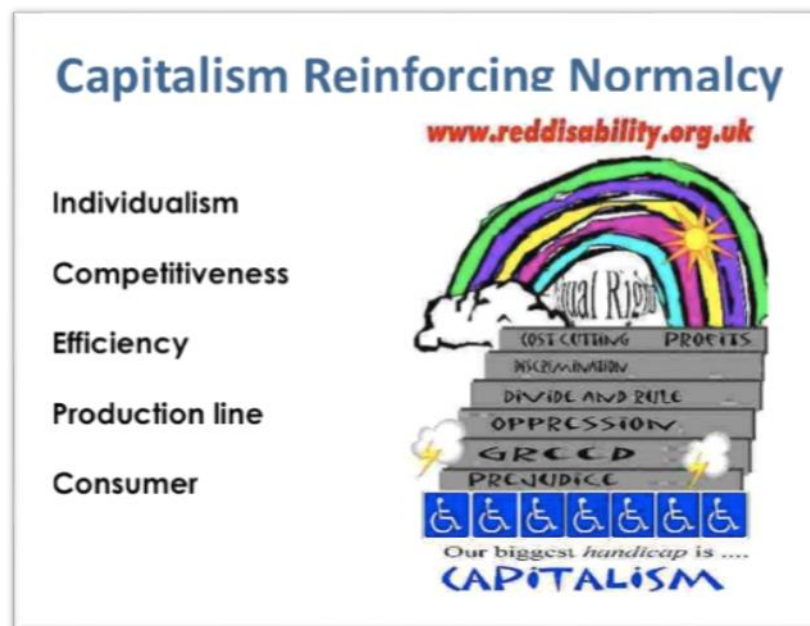 Capitalism Reinforcing Normalcy
www.reddisability.org.uk
Individualism
Competitiveness
Efficiency
Production line
Consumer
COST CUTTING PROFITS
DISCRIMINATION
DIVIDE AND RULE
OPPRESSION
GREED
PREJUDICE
Our biggest handicap is ....
CAPITALISM